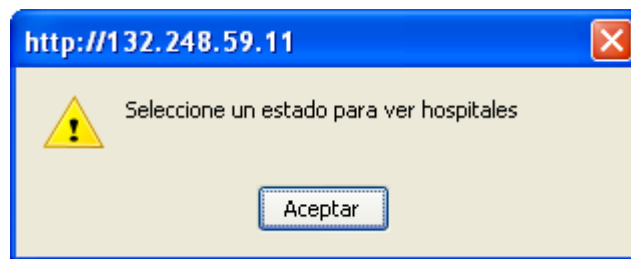 http://132.248.59.11
Seleccione un estado para ver hospitales
Aceptar